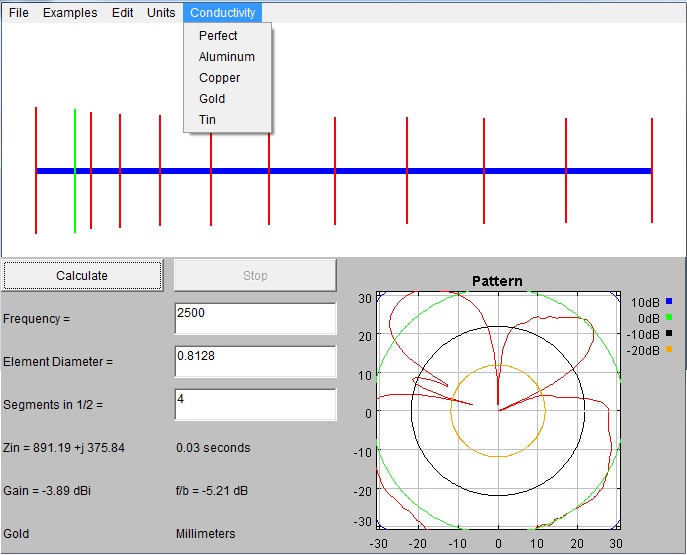 File Examples Edit Units Conductivity
Perfect
Aluminum
Copper
Gold
Tin
Calculate Stop
Frequency = 2500
Element Diameter = 0.8128
Segments in 1/2 = 4
Zin = 891.19 +j 375.84 0.03 seconds
Gain = -3.89 dBi f/b = -5.21 dB
Gold Millimeters
Pattern
30
20
10
0
-10
-20
-30
-30 -20 -10 0 10 20 30
10dB
0dB
-10dB
-20dB